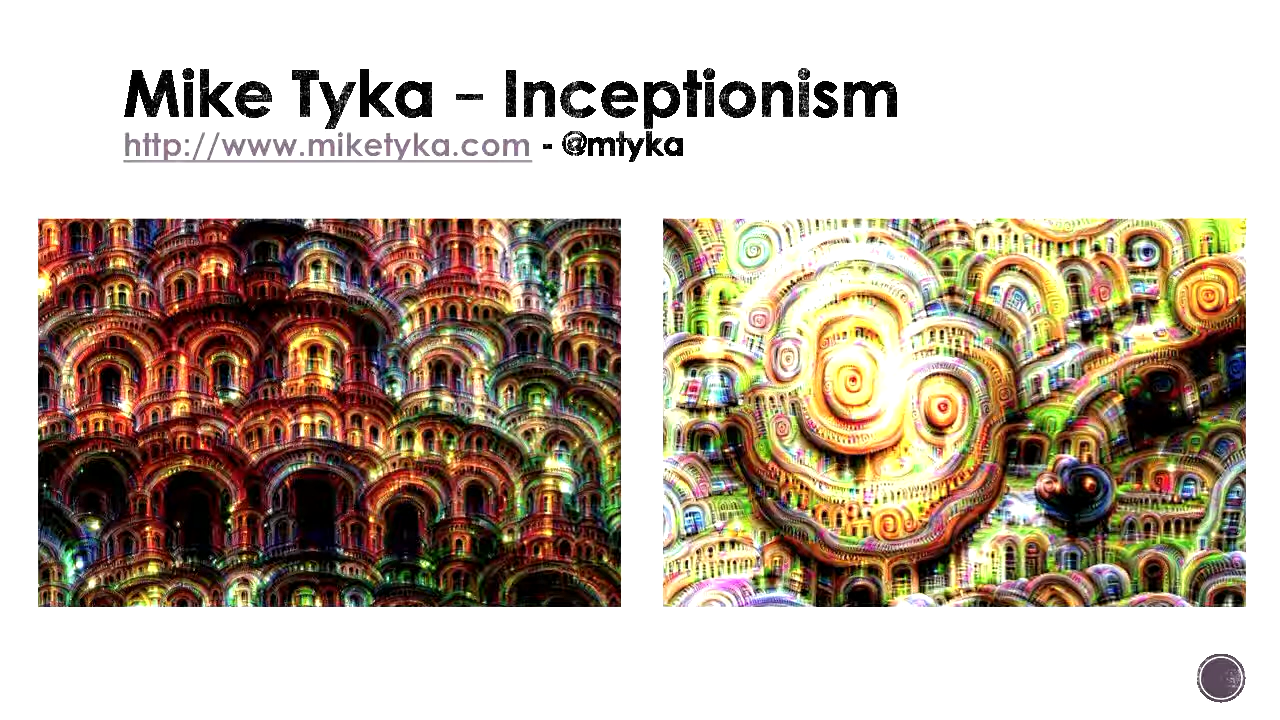 Mike Tyka – Inceptionism
http://www.miketyka.com - @mtyka